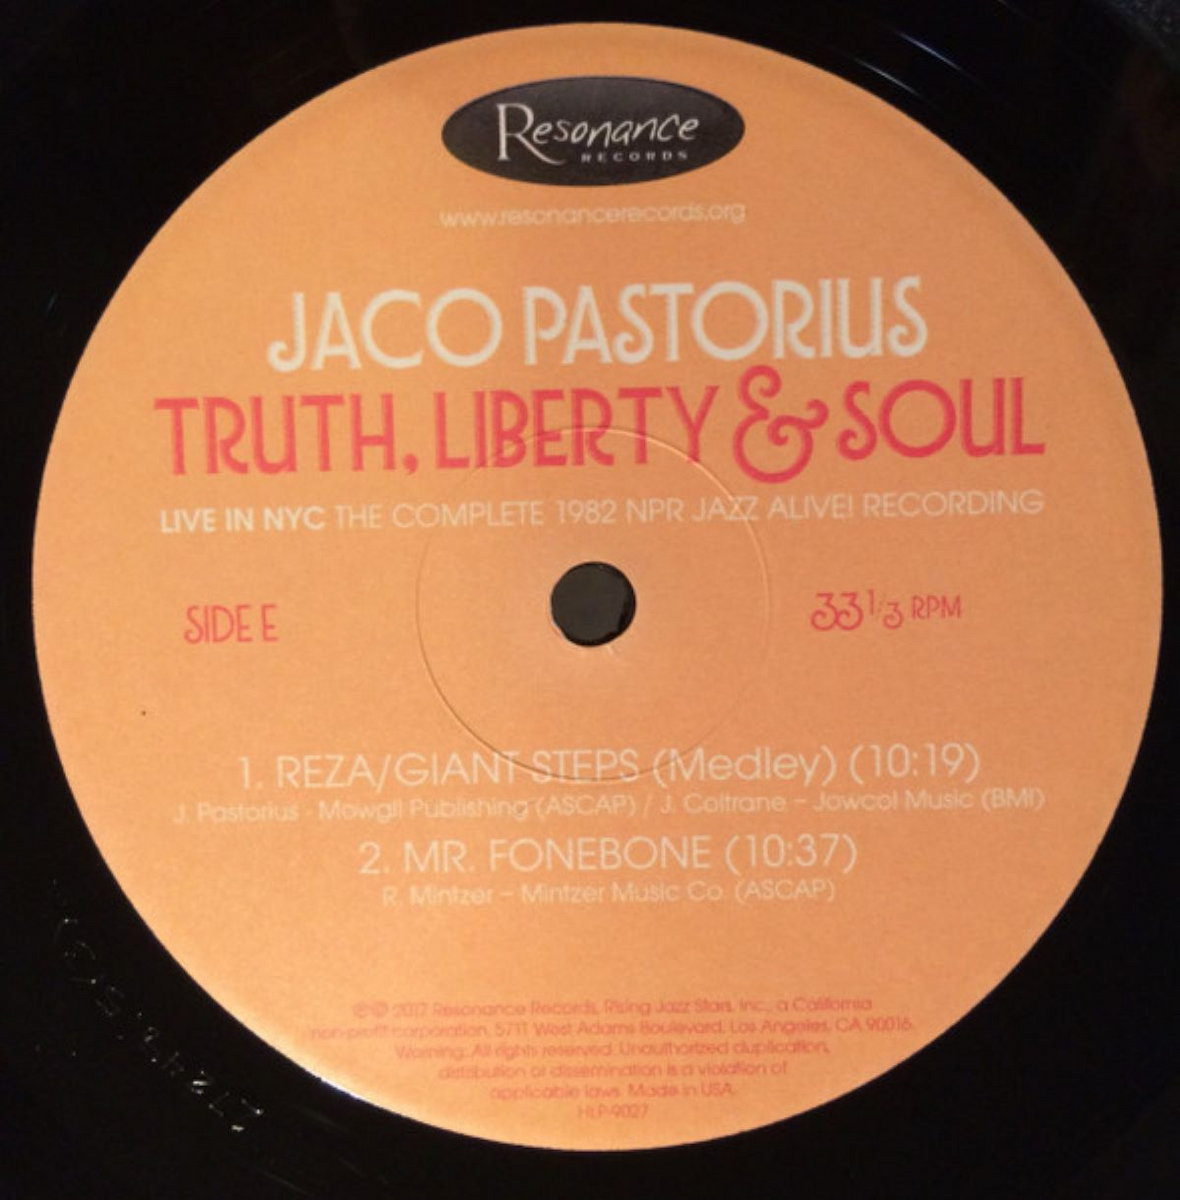 Resonance
RECORDS
www.resonancerecords.org
JACO PASTORIUS
TRUTH, LIBERTY & SOUL
LIVE IN NYC THE COMPLETE 1982 NPR JAZZ ALIVE! RECORDING
SIDE E
33 1/3 RPM
1. REZA/GIANT STEPS (Medley) (10:19)
J. Pastorius - Mowgli Publishing (ASCAP) / J. Coltrane – Jowcol Music (BMI)
2. MR. FONEBONE (10:37)
R. Mintzer – Mintzer Music Co. (ASCAP)
℗© 2017 Resonance Records, Rising Jazz Stars, Inc., a California
non-profit corporation, 5711 West Adams Boulevard, Los Angeles, CA 90016.
Warning: All rights reserved. Unauthorized duplication,
distribution or dissemination is a violation of
applicable laws. Made in USA.
HLP-9027